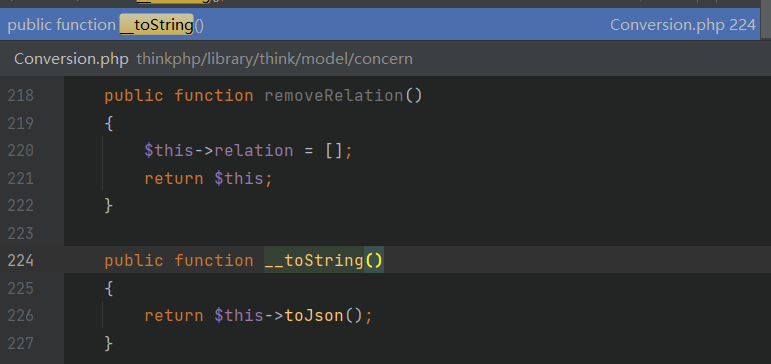 public function __toString() Conversion.php 224
Conversion.php thinkphp/library/think/model/concern
218 public function removeRelation()
219 {
220 $this->relation = [];
221 return $this;
222 }
223
224 public function __toString()
225 {
226 return $this->toJson();
227 }